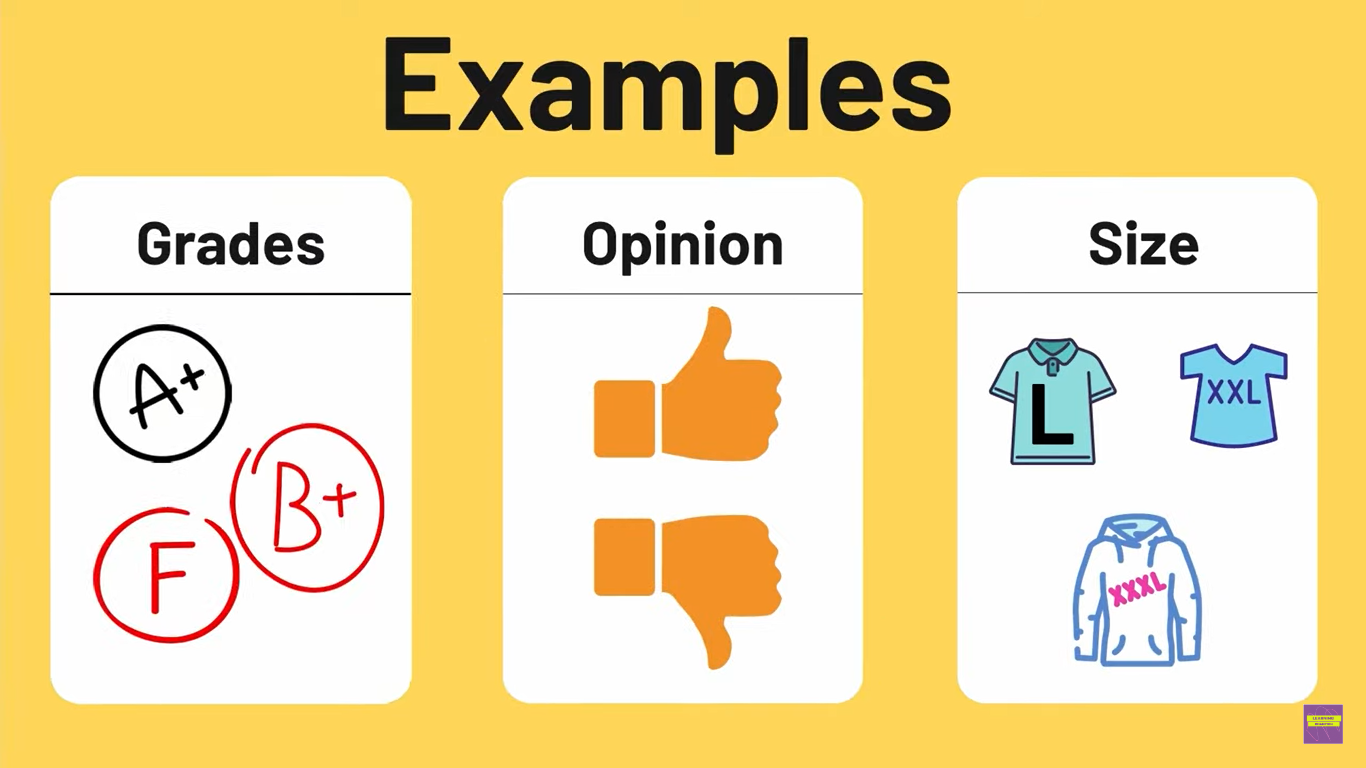 Examples
Grades
A+
B+
F
Opinion
Size
L
XXL
XXXL